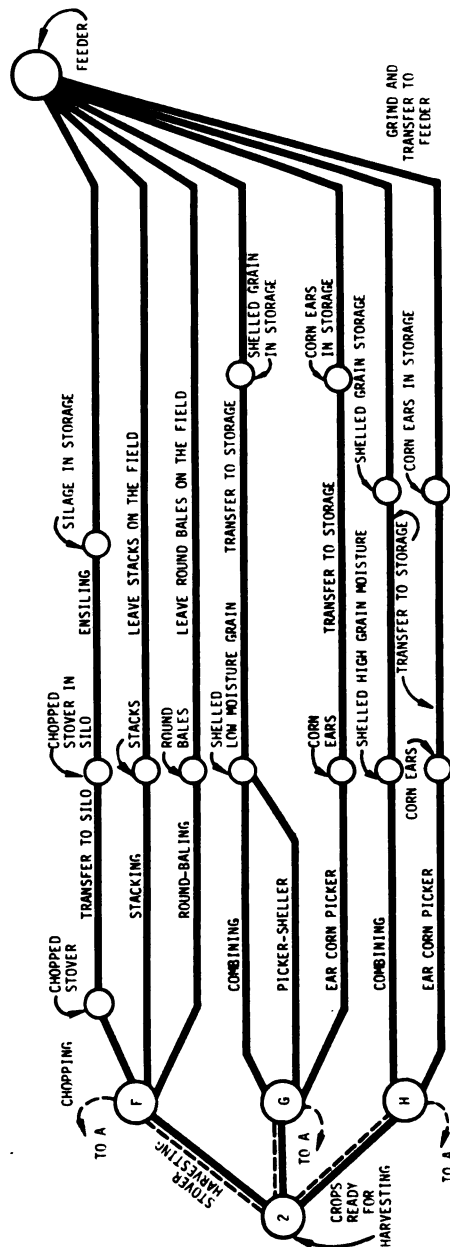 FEEDER
GRIND AND
TRANSFER TO
FEEDER
CHOPPING
CHOPPED
STOVER
TRANSFER TO SILO
CHOPPED
STOVER IN
SILO
ENSILING
SILAGE IN STORAGE
TO A
F
STACKING
STACKS
LEAVE STACKS ON THE FIELD
ROUND-BALING
ROUND
BALES
LEAVE ROUND BALES ON THE FIELD
STOVER
HARVESTING
COMBINING
SHELLED
LOW MOISTURE GRAIN
TRANSFER TO STORAGE
SHELLED GRAIN
IN STORAGE
G
TO A
PICKER-SHELLER
EAR CORN PICKER
CORN
EARS
TRANSFER TO STORAGE
CORN EARS
IN STORAGE
2
CROPS
READY
FOR
HARVESTING
H
TO A
COMBINING
SHELLED HIGH GRAIN MOISTURE
TRANSFER TO STORAGE
SHELLED GRAIN STORAGE
EAR CORN PICKER
CORN EARS
CORN EARS IN STORAGE